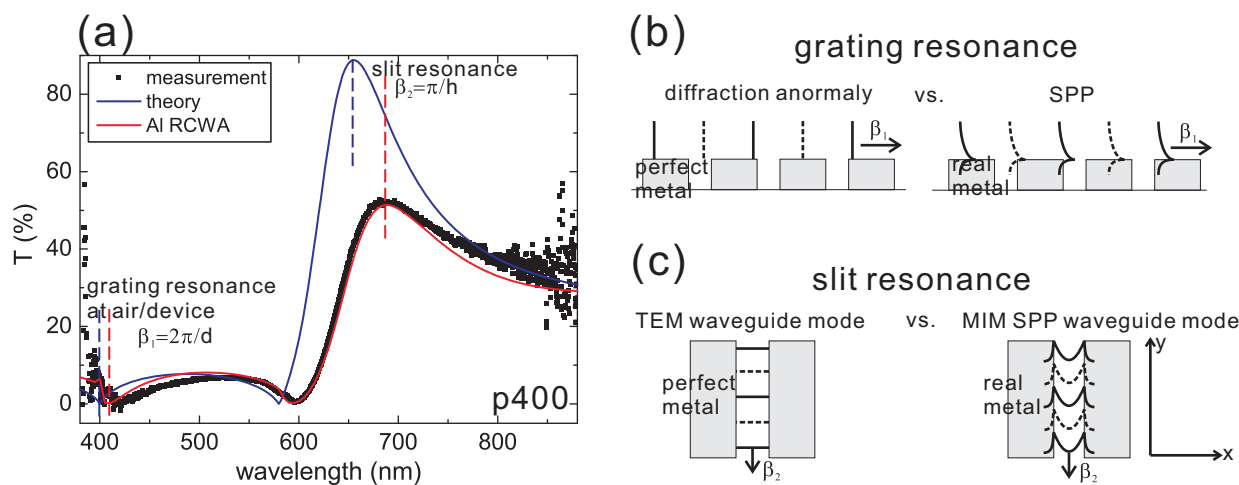 (a)
measurement
theory
Al RCWA
slit resonance
β₂=π/h
grating resonance
at air/device
β₁=2π/d
p400
T (%)
80
60
40
20
0
400
500
600
700
800
wavelength (nm)
(b)
grating resonance
diffraction anormaly
vs.
SPP
perfect
metal
β₁
real
metal
β₁
(c)
slit resonance
TEM waveguide mode
vs.
MIM SPP waveguide mode
perfect
metal
β₂
real
metal
β₂
y
x